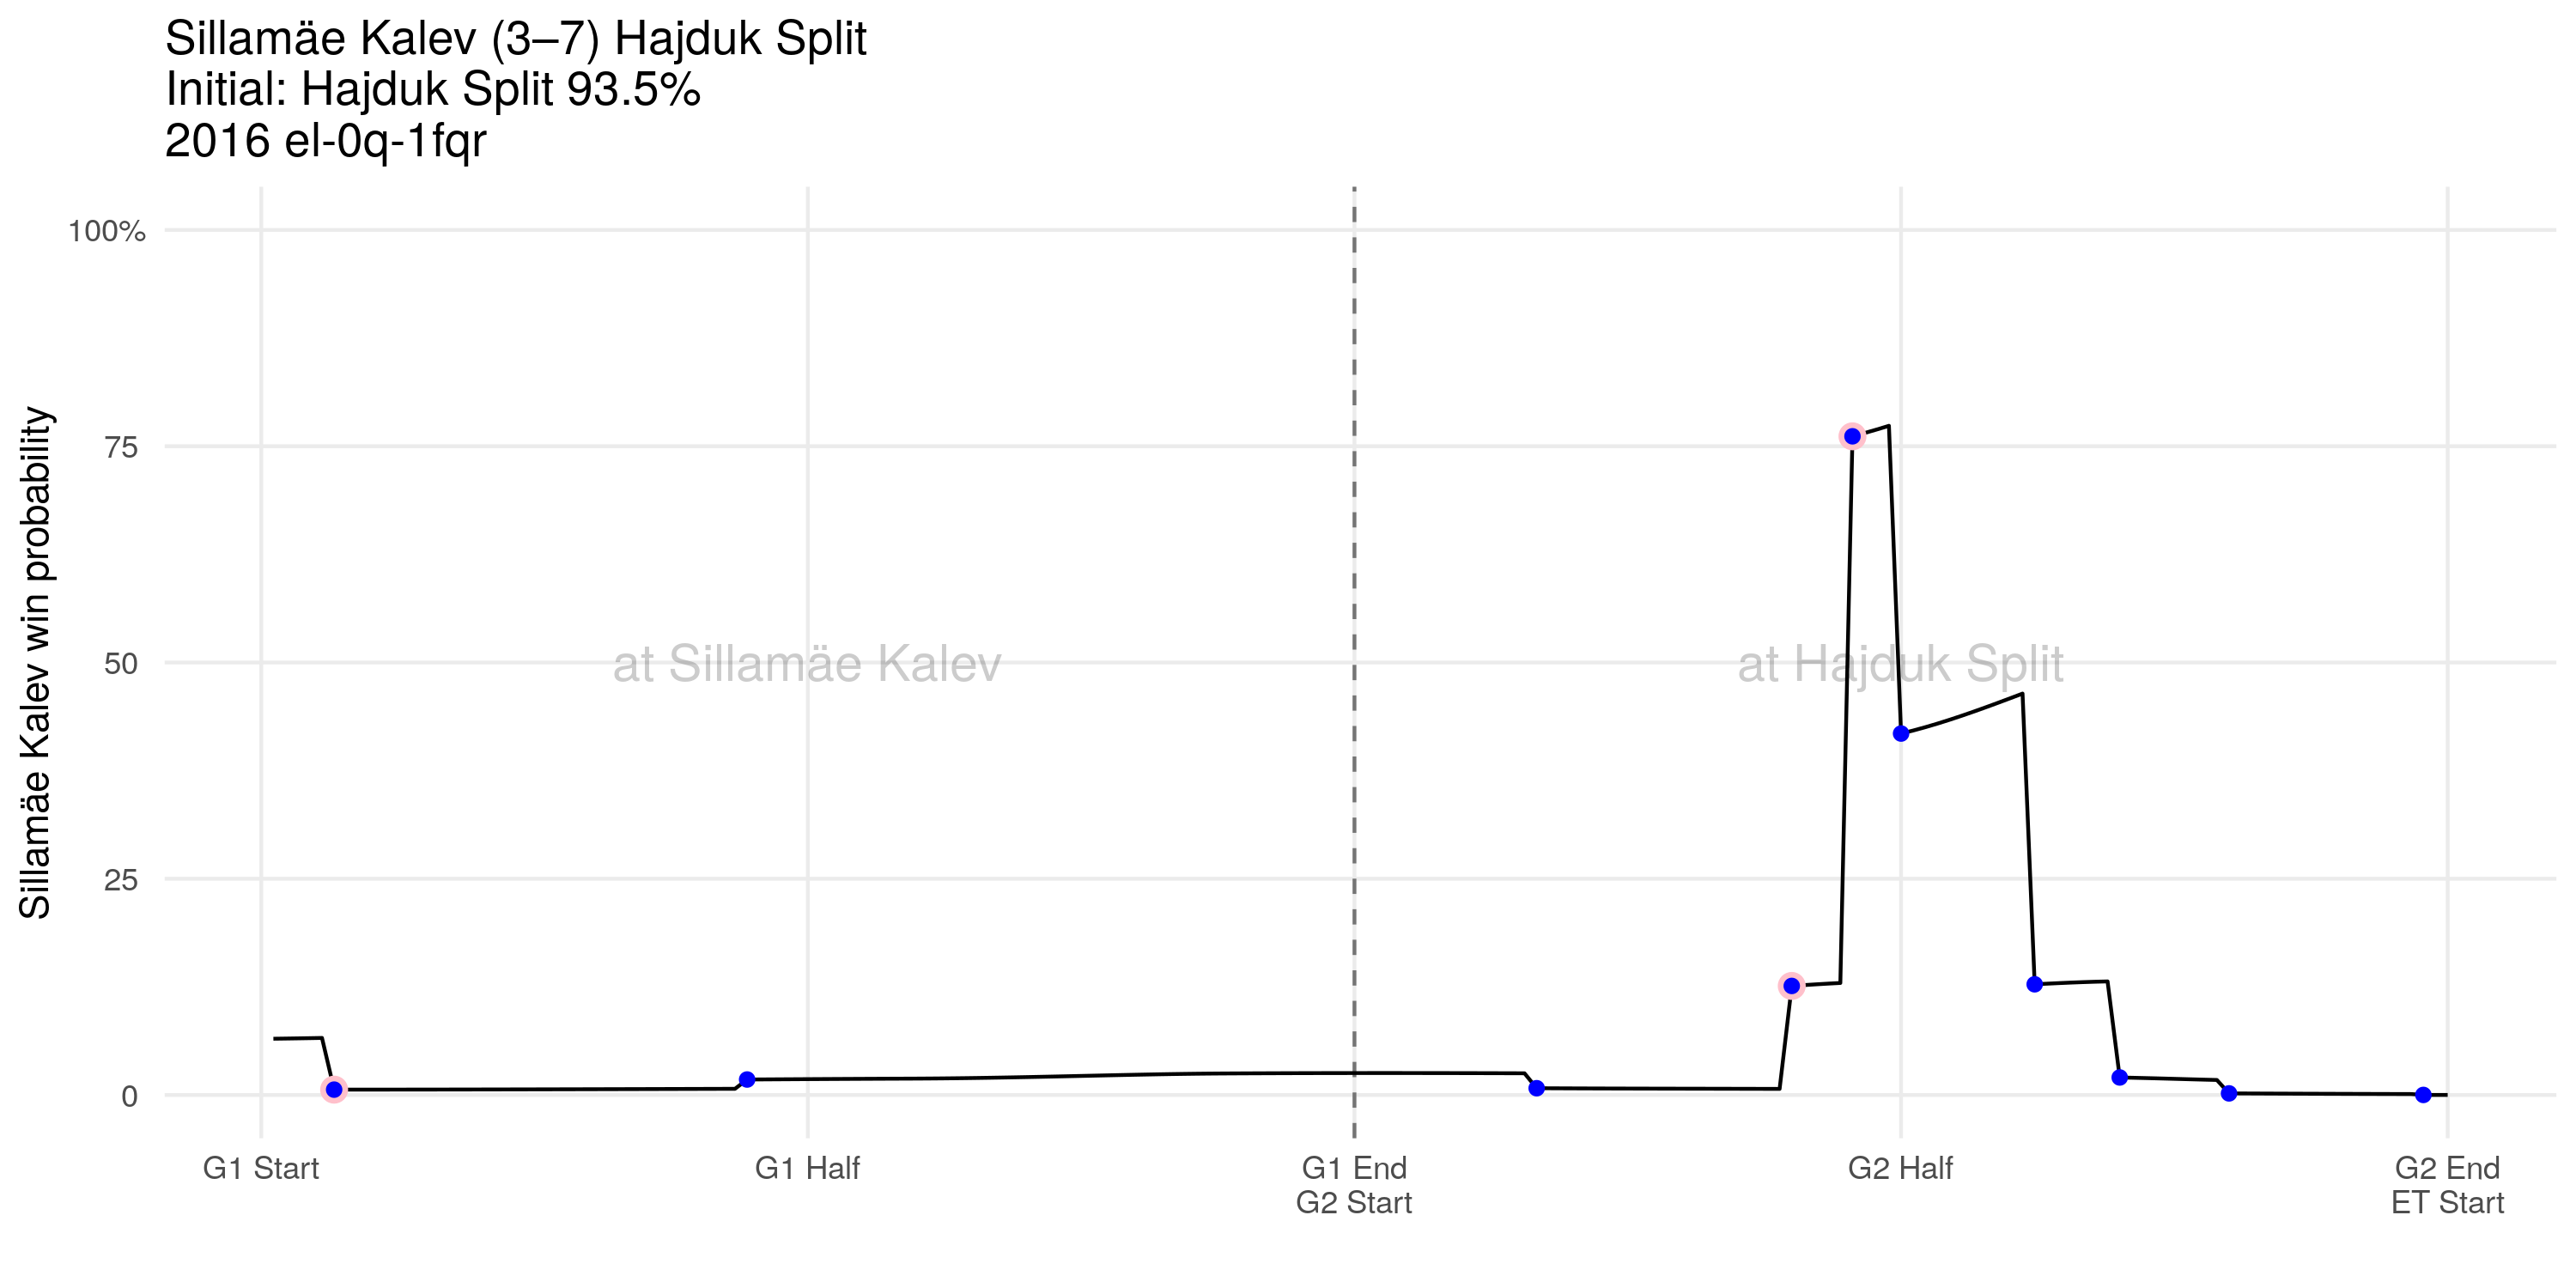 Sillamäe Kalev (3–7) Hajduk Split
Initial: Hajduk Split 93.5%
2016 el-0q-1fqr
Sillamäe Kalev win probability
100%
75
50
25
0
at Sillamäe Kalev
at Hajduk Split
G1 Start
G1 Half
G1 End
G2 Start
G2 Half
G2 End
ET Start